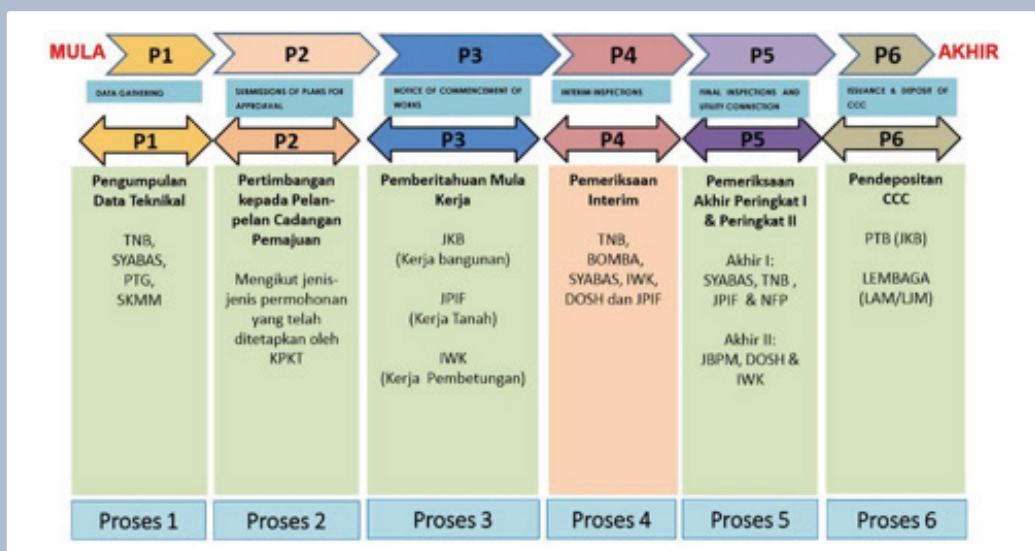 MULA
P1
P2
P3
P4
P5
P6
AKHIR
DATA GATHERING
SUBMISSIONS OF PLANS FOR
APPROAVAL
NOTICE OF COMMENCEMENT OF
WORKS
INTERIM INSPECTIONS
FINAL INSPECTIONS AND
UTILITY CONNECTION
ISSUANCE & DEPOSIT OF
CCC
P1
P2
P3
P4
P5
P6
Pengumpulan
Data Teknikal
TNB,
SYABAS,
PTG,
SKMM
Pertimbangan
kepada Pelan-
pelan Cadangan
Pemajuan
Mengikut jenis-
jenis permohonan
yang telah
ditetapkan oleh
KPKT
Pemberitahuan Mula
Kerja
JKB
(Kerja bangunan)
JPIF
(Kerja Tanah)
IWK
(Kerja Pembetungan)
Pemeriksaan
Interim
TNB,
BOMBA,
SYABAS, IWK,
DOSH dan JPIF
Pemeriksaan
Akhir Peringkat I
& Peringkat II
Akhir I:
SYABAS, TNB ,
JPIF & NFP
Akhir II:
JBPM, DOSH &
IWK
Pendepositan
CCC
PTB (JKB)
LEMBAGA
(LAM/LJM)
Proses 1
Proses 2
Proses 3
Proses 4
Proses 5
Proses 6